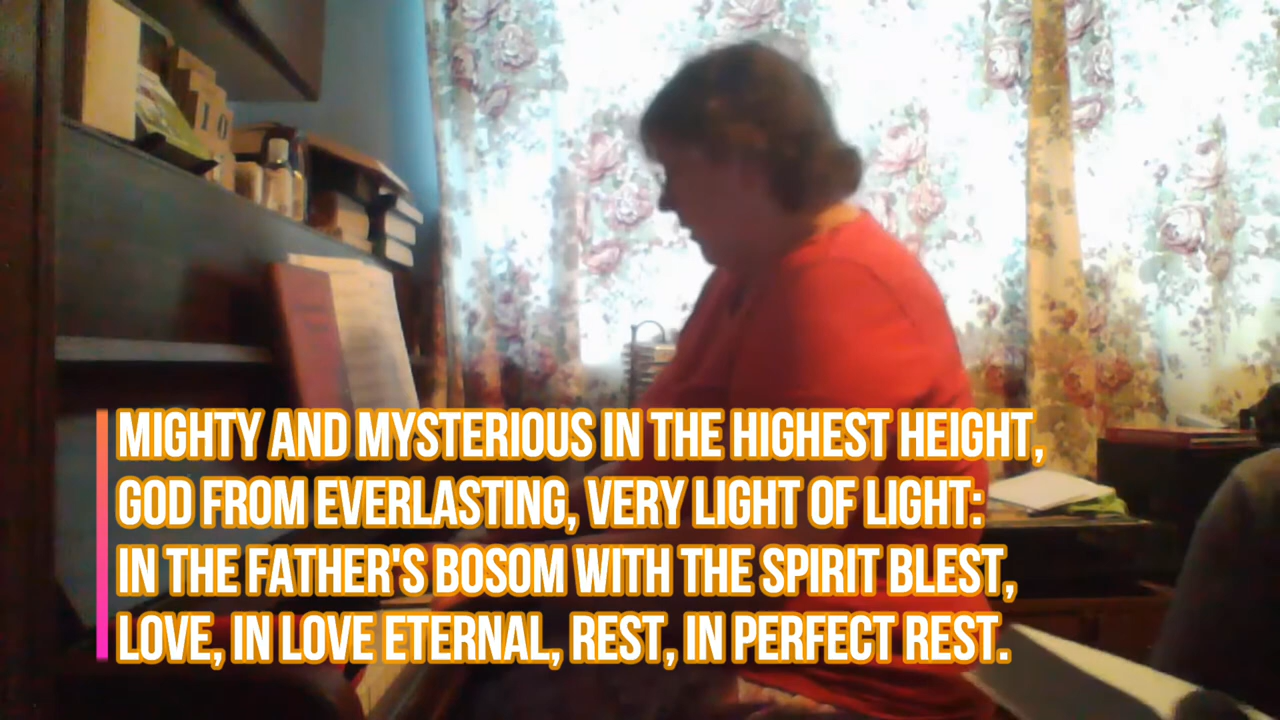 10
MIGHTY AND MYSTERIOUS IN THE HIGHEST HEIGHT,
GOD FROM EVERLASTING, VERY LIGHT OF LIGHT:
IN THE FATHER'S BOSOM WITH THE SPIRIT BLEST,
LOVE, IN LOVE ETERNAL, REST, IN PERFECT REST.